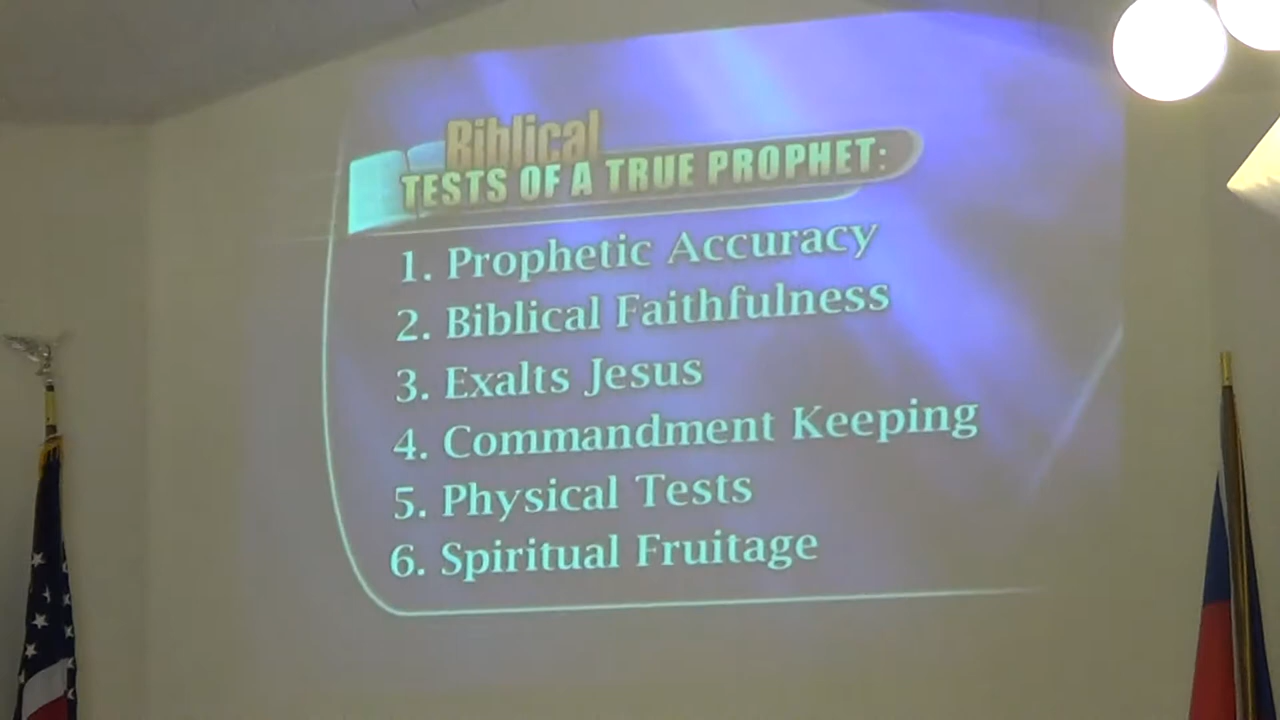 Biblical
TESTS OF A TRUE PROPHET:
1. Prophetic Accuracy
2. Biblical Faithfulness
3. Exalts Jesus
4. Commandment Keeping
5. Physical Tests
6. Spiritual Fruitage